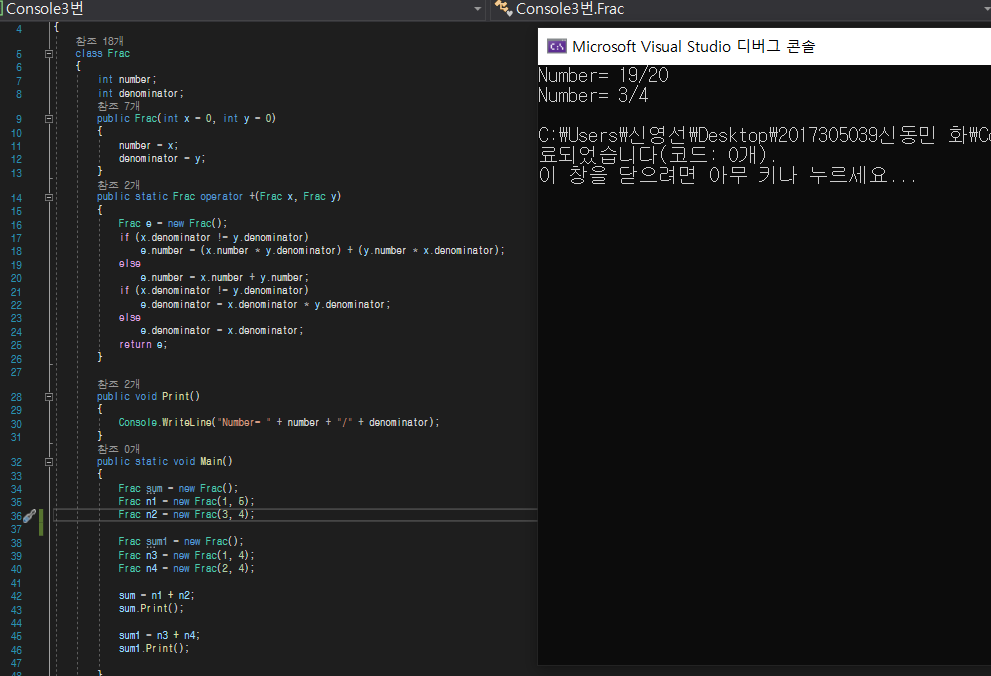 Console3번
Console3번.Frac
4 {
참조 18개
5 class Frac
6 {
7 int number;
8 int denominator;
참조 7개
9 public Frac(int x = 0, int y = 0)
10 {
11 number = x;
12 denominator = y;
13 }
참조 2개
14 public static Frac operator +(Frac x, Frac y)
15 {
16 Frac e = new Frac();
17 if (x.denominator != y.denominator)
18 e.number = (x.number * y.denominator) + (y.number * x.denominator);
19 else
20 e.number = x.number + y.number;
21 if (x.denominator != y.denominator)
22 e.denominator = x.denominator * y.denominator;
23 else
24 e.denominator = x.denominator;
25 return e;
26 }
27
참조 2개
28 public void Print()
29 {
30 Console.WriteLine("Number= " + number + "/" + denominator);
31 }
참조 0개
32 public static void Main()
33 {
34 Frac sum = new Frac();
35 Frac n1 = new Frac(1, 5);
36 Frac n2 = new Frac(3, 4);
37
38 Frac sum1 = new Frac();
39 Frac n3 = new Frac(1, 4);
40 Frac n4 = new Frac(2, 4);
41
42 sum = n1 + n2;
43 sum.Print();
44
45 sum1 = n3 + n4;
46 sum1.Print();
47
48 }
Microsoft Visual Studio 디버그 콘솔
Number= 19/20
Number= 3/4
C:₩Users₩신영선₩Desktop₩2017305039신동민 화₩Co
료되었습니다(코드: 0개).
이 창을 닫으려면 아무 키나 누르세요...